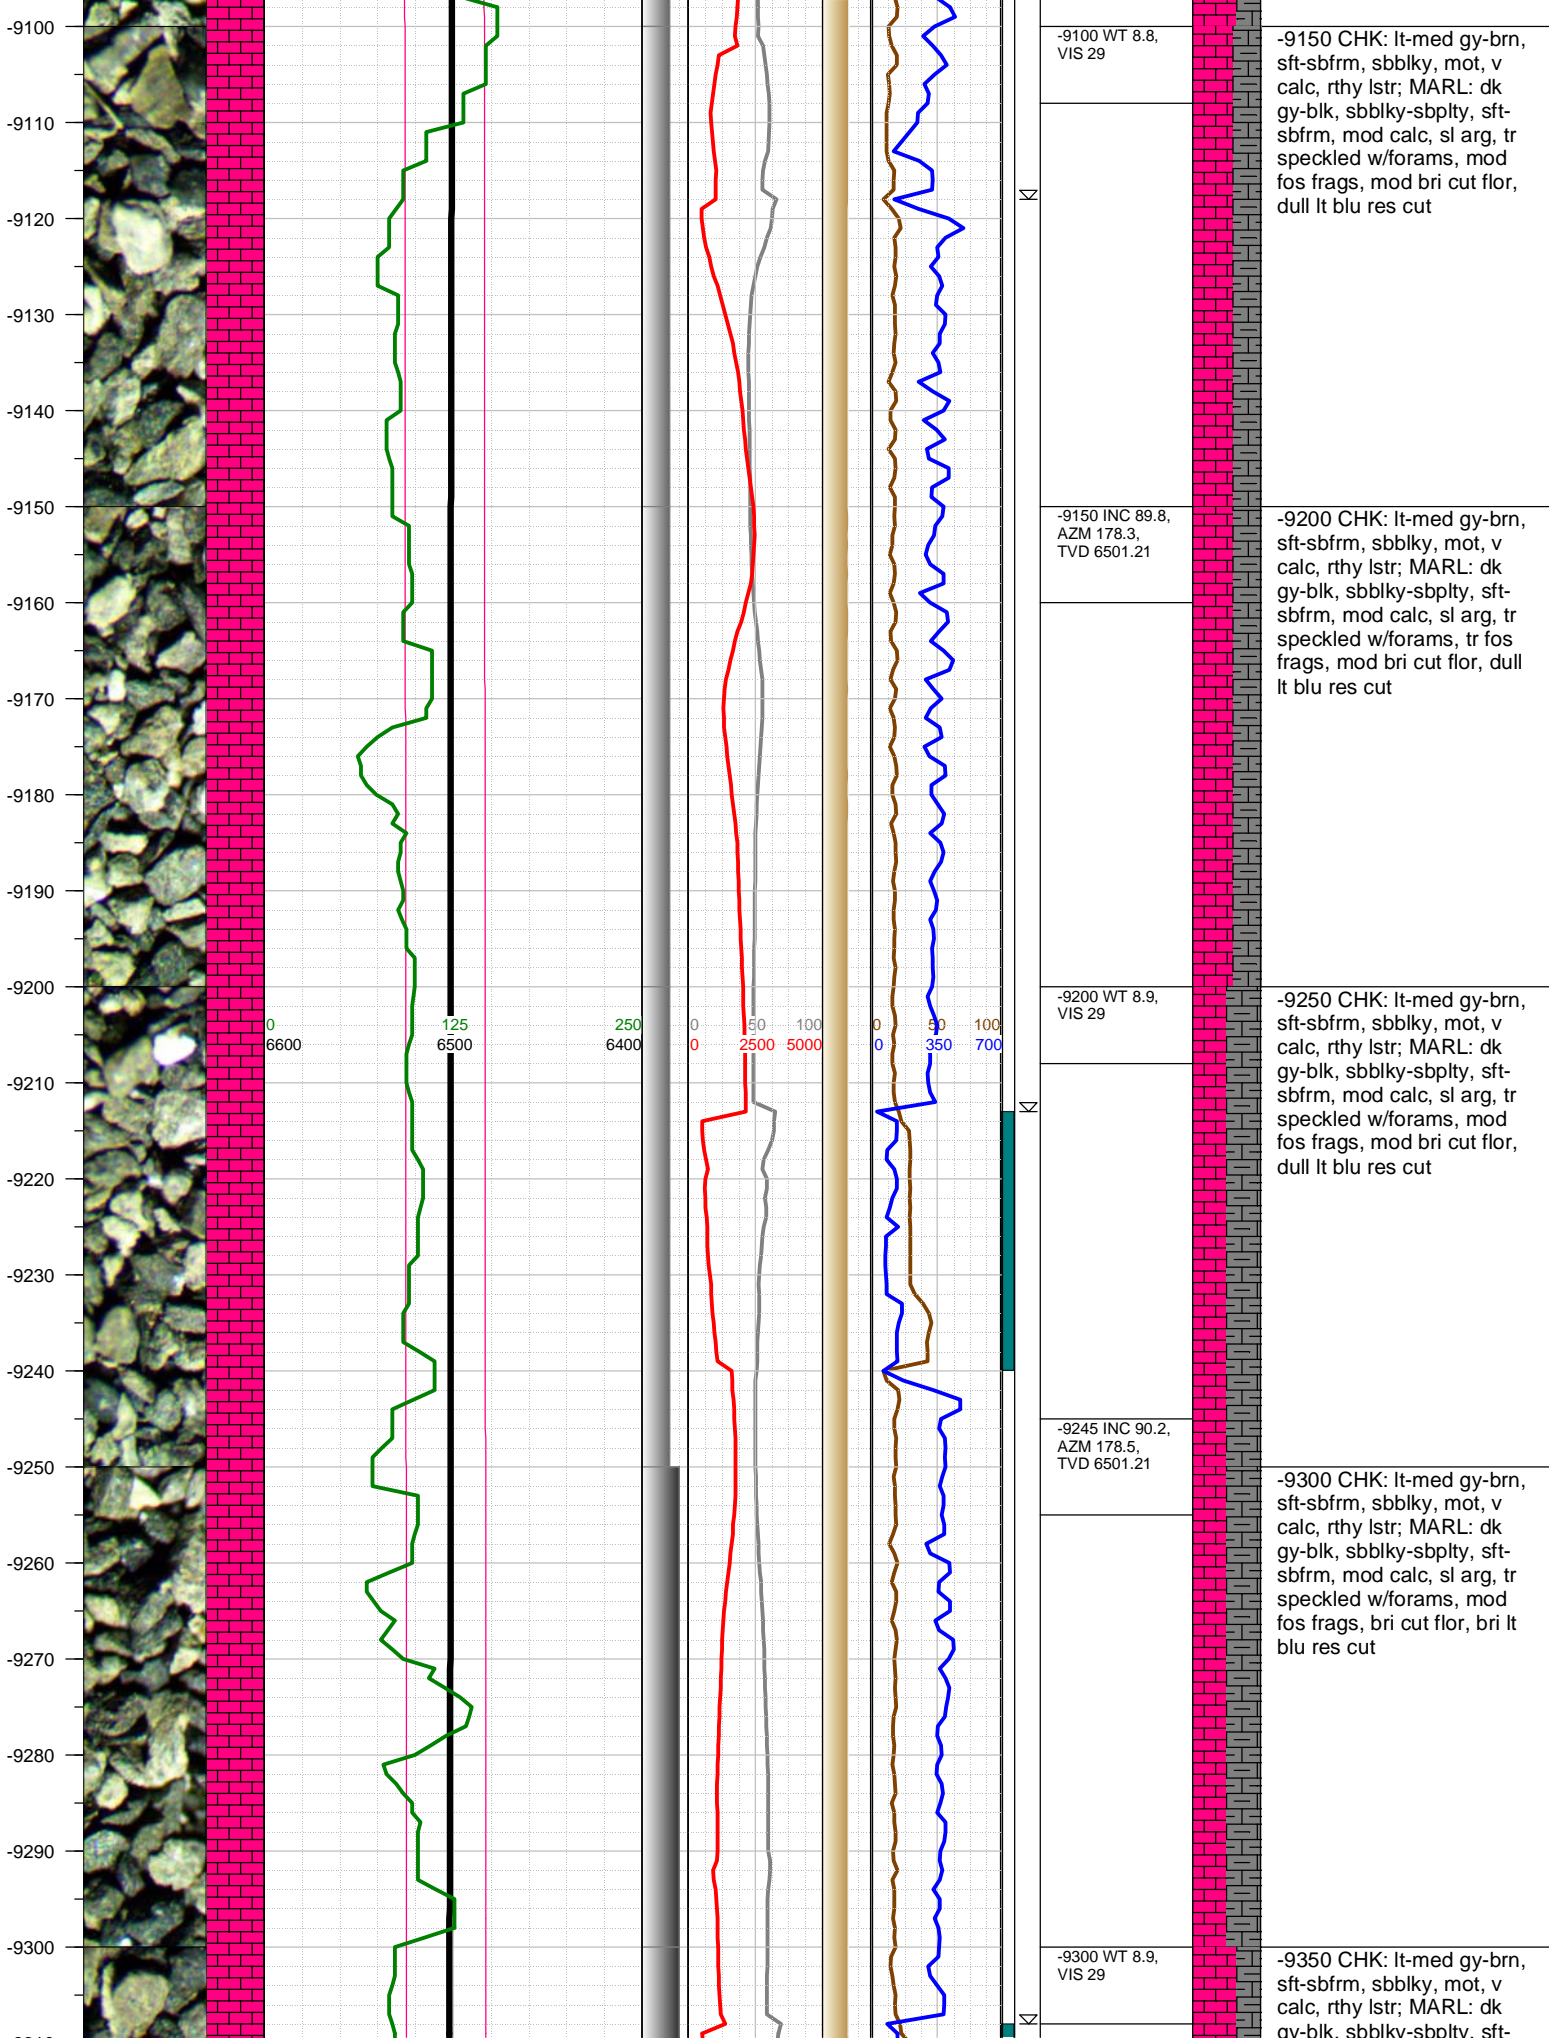 -9100
-9110
-9120
-9130
-9140
-9150
-9160
-9170
-9180
-9190
-9200
-9210
-9220
-9230
-9240
-9250
-9260
-9270
-9280
-9290
-9300
0 125 250
6600 6500 6400
0 50 100
0 2500 5000
0 50 100
0 350 700
-9100 WT 8.8,
VIS 29
-9150 INC 89.8,
AZM 178.3,
TVD 6501.21
-9200 WT 8.9,
VIS 29
-9245 INC 90.2,
AZM 178.5,
TVD 6501.21
-9300 WT 8.9,
VIS 29
-9150 CHK: lt-med gy-brn,
sft-sbfrm, sbblky, mot, v
calc, rthy lstr; MARL: dk
gy-blk, sbblky-sbplty, sft-
sbfrm, mod calc, sl arg, tr
speckled w/forams, mod
fos frags, mod bri cut flor,
dull lt blu res cut
-9200 CHK: lt-med gy-brn,
sft-sbfrm, sbblky, mot, v
calc, rthy lstr; MARL: dk
gy-blk, sbblky-sbplty, sft-
sbfrm, mod calc, sl arg, tr
speckled w/forams, tr fos
frags, mod bri cut flor, dull
lt blu res cut
-9250 CHK: lt-med gy-brn,
sft-sbfrm, sbblky, mot, v
calc, rthy lstr; MARL: dk
gy-blk, sbblky-sbplty, sft-
sbfrm, mod calc, sl arg, tr
speckled w/forams, mod
fos frags, mod bri cut flor,
dull lt blu res cut
-9300 CHK: lt-med gy-brn,
sft-sbfrm, sbblky, mot, v
calc, rthy lstr; MARL: dk
gy-blk, sbblky-sbplty, sft-
sbfrm, mod calc, sl arg, tr
speckled w/forams, mod
fos frags, bri cut flor, bri lt
blu res cut
-9350 CHK: lt-med gy-brn,
sft-sbfrm, sbblky, mot, v
calc, rthy lstr; MARL: dk
gy-blk, sbblky-sbplty, sft-